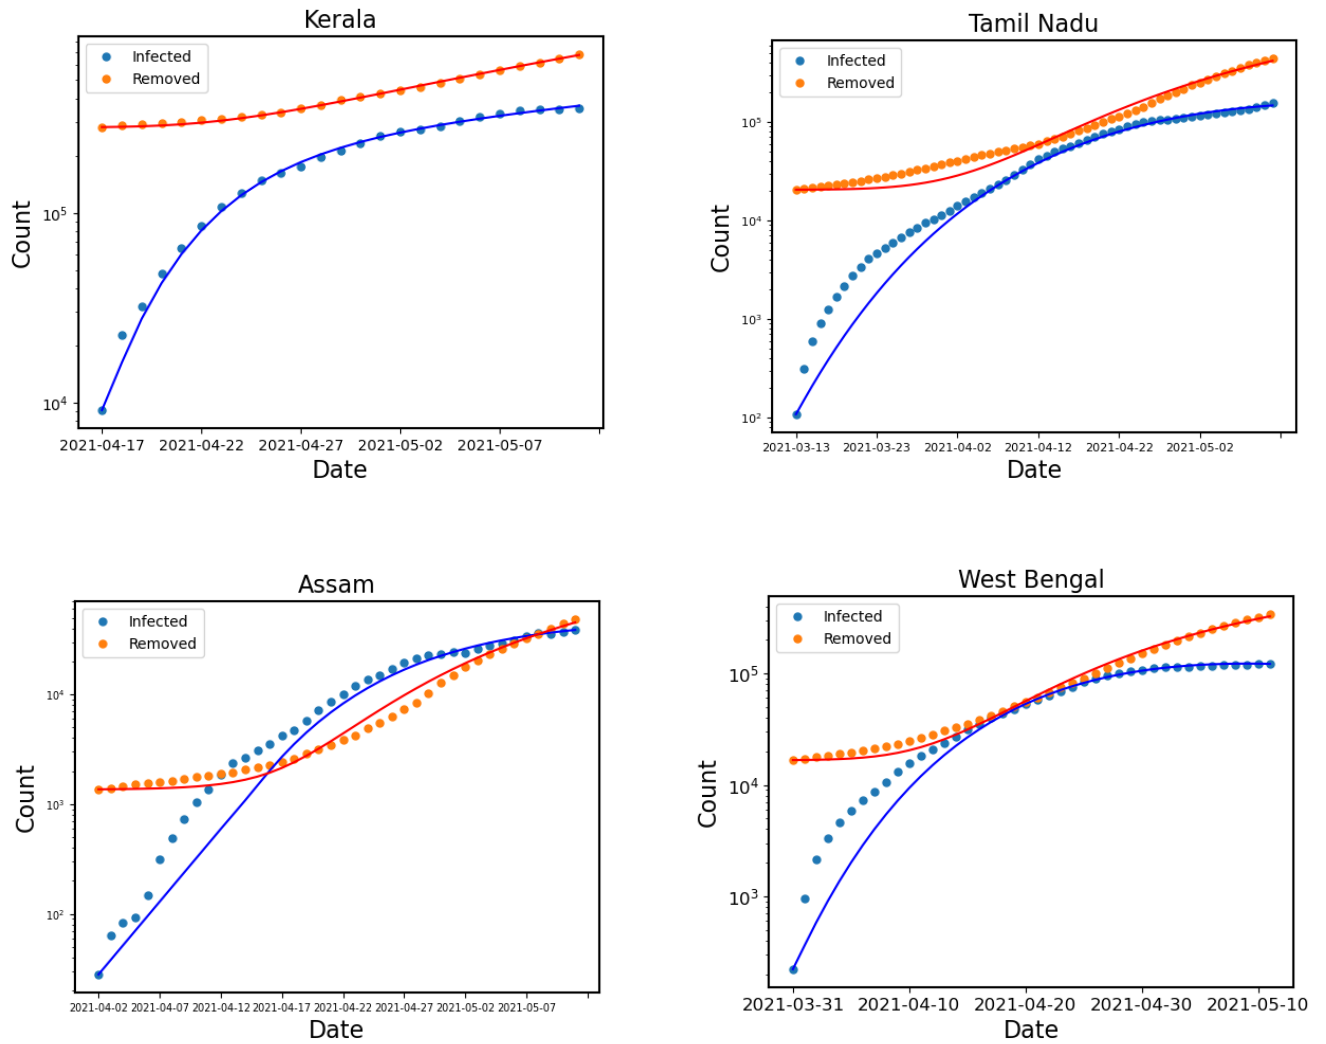 Kerala
Infected
Removed
Count
10^5
10^4
2021-04-17 2021-04-22 2021-04-27 2021-05-02 2021-05-07
Date
Tamil Nadu
Infected
Removed
Count
10^5
10^4
10^3
10^2
2021-03-13 2021-03-23 2021-04-02 2021-04-12 2021-04-22 2021-05-02
Date
Assam
Infected
Removed
Count
10^4
10^3
10^2
2021-04-02 2021-04-07 2021-04-12 2021-04-17 2021-04-22 2021-04-27 2021-05-02 2021-05-07
Date
West Bengal
Infected
Removed
Count
10^5
10^4
10^3
2021-03-31 2021-04-10 2021-04-20 2021-04-30 2021-05-10
Date